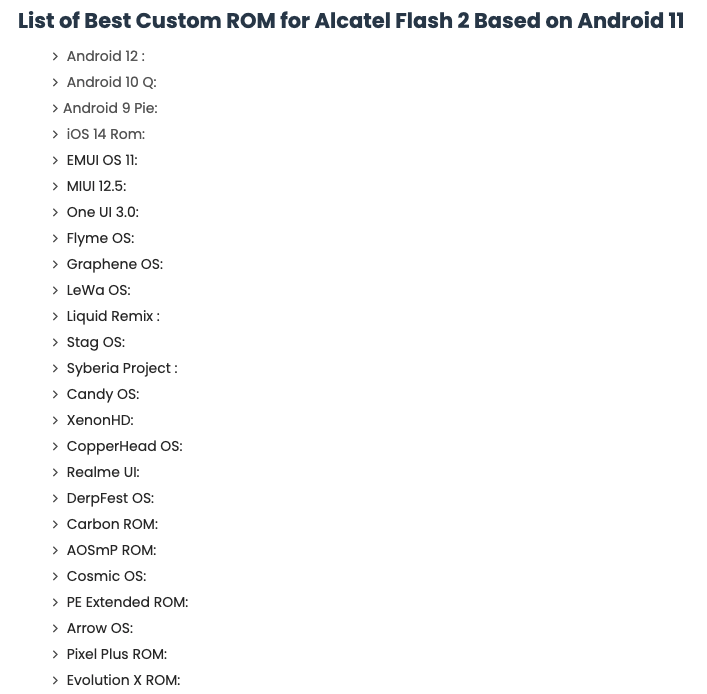 List of Best Custom ROM for Alcatel Flash 2 Based on Android 11
> Android 12 :
> Android 10 Q:
> Android 9 Pie:
> iOS 14 Rom:
> EMUI OS 11:
> MIUI 12.5:
> One UI 3.0:
> Flyme OS:
> Graphene OS:
> LeWa OS:
> Liquid Remix :
> Stag OS:
> Syberia Project :
> Candy OS:
> XenonHD:
> CopperHead OS:
> Realme UI:
> DerpFest OS:
> Carbon ROM:
> AOSmP ROM:
> Cosmic OS:
> PE Extended ROM:
> Arrow OS:
> Pixel Plus ROM:
> Evolution X ROM: